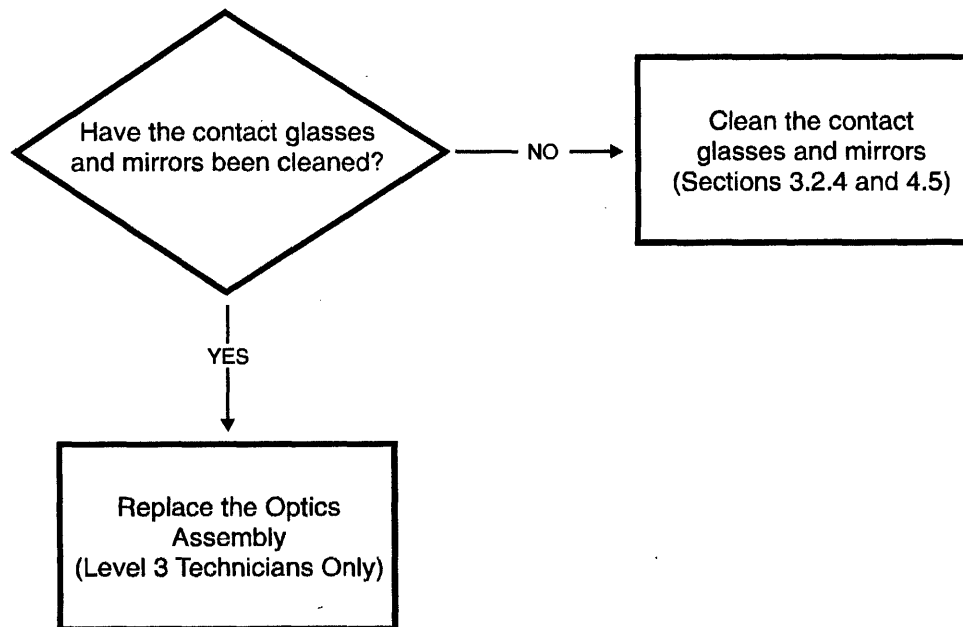 Have the contact glasses
and mirrors been cleaned?
NO
Clean the contact
glasses and mirrors
(Sections 3.2.4 and 4.5)
YES
Replace the Optics
Assembly
(Level 3 Technicians Only)